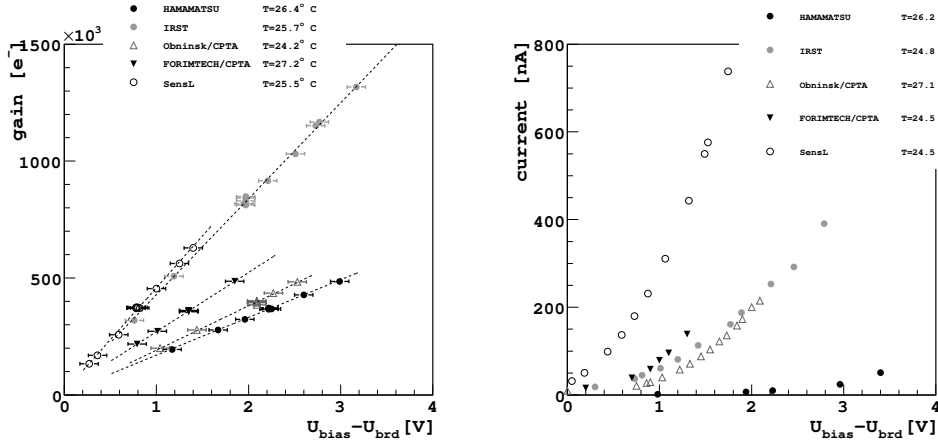 HAMAMATSU T=26.4° C
IRST T=25.7° C
Obninsk/CPTA T=24.2° C
FORIMTECH/CPTA T=27.2° C
SensL T=25.5° C
×10³
gain [e⁻]
1500
1000
500
0
0 1 2 3 4
U_bias−U_brd[V]
HAMAMATSU T=26.2
IRST T=24.8
Obninsk/CPTA T=27.1
FORIMTECH/CPTA T=24.5
SensL T=24.5
current [nA]
800
600
400
200
0
0 1 2 3 4
U_bias−U_brd[V]